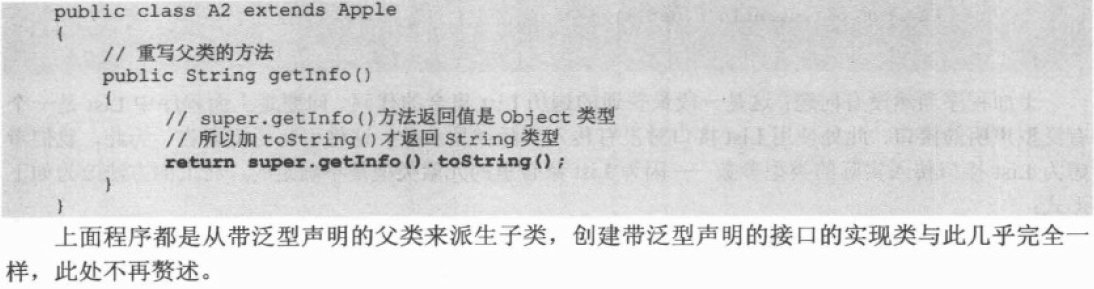 public class A2 extends Apple
{
// 重写父类的方法
public String getInfo()
{
// super.getInfo()方法返回值是 Object 类型
// 所以加 toString()才返回 String 类型
return super.getInfo().toString();
}
}
上面程序都是从带泛型声明的父类来派生子类，创建带泛型声明的接口的实现类与此几乎完全一
样，此处不再赘述。